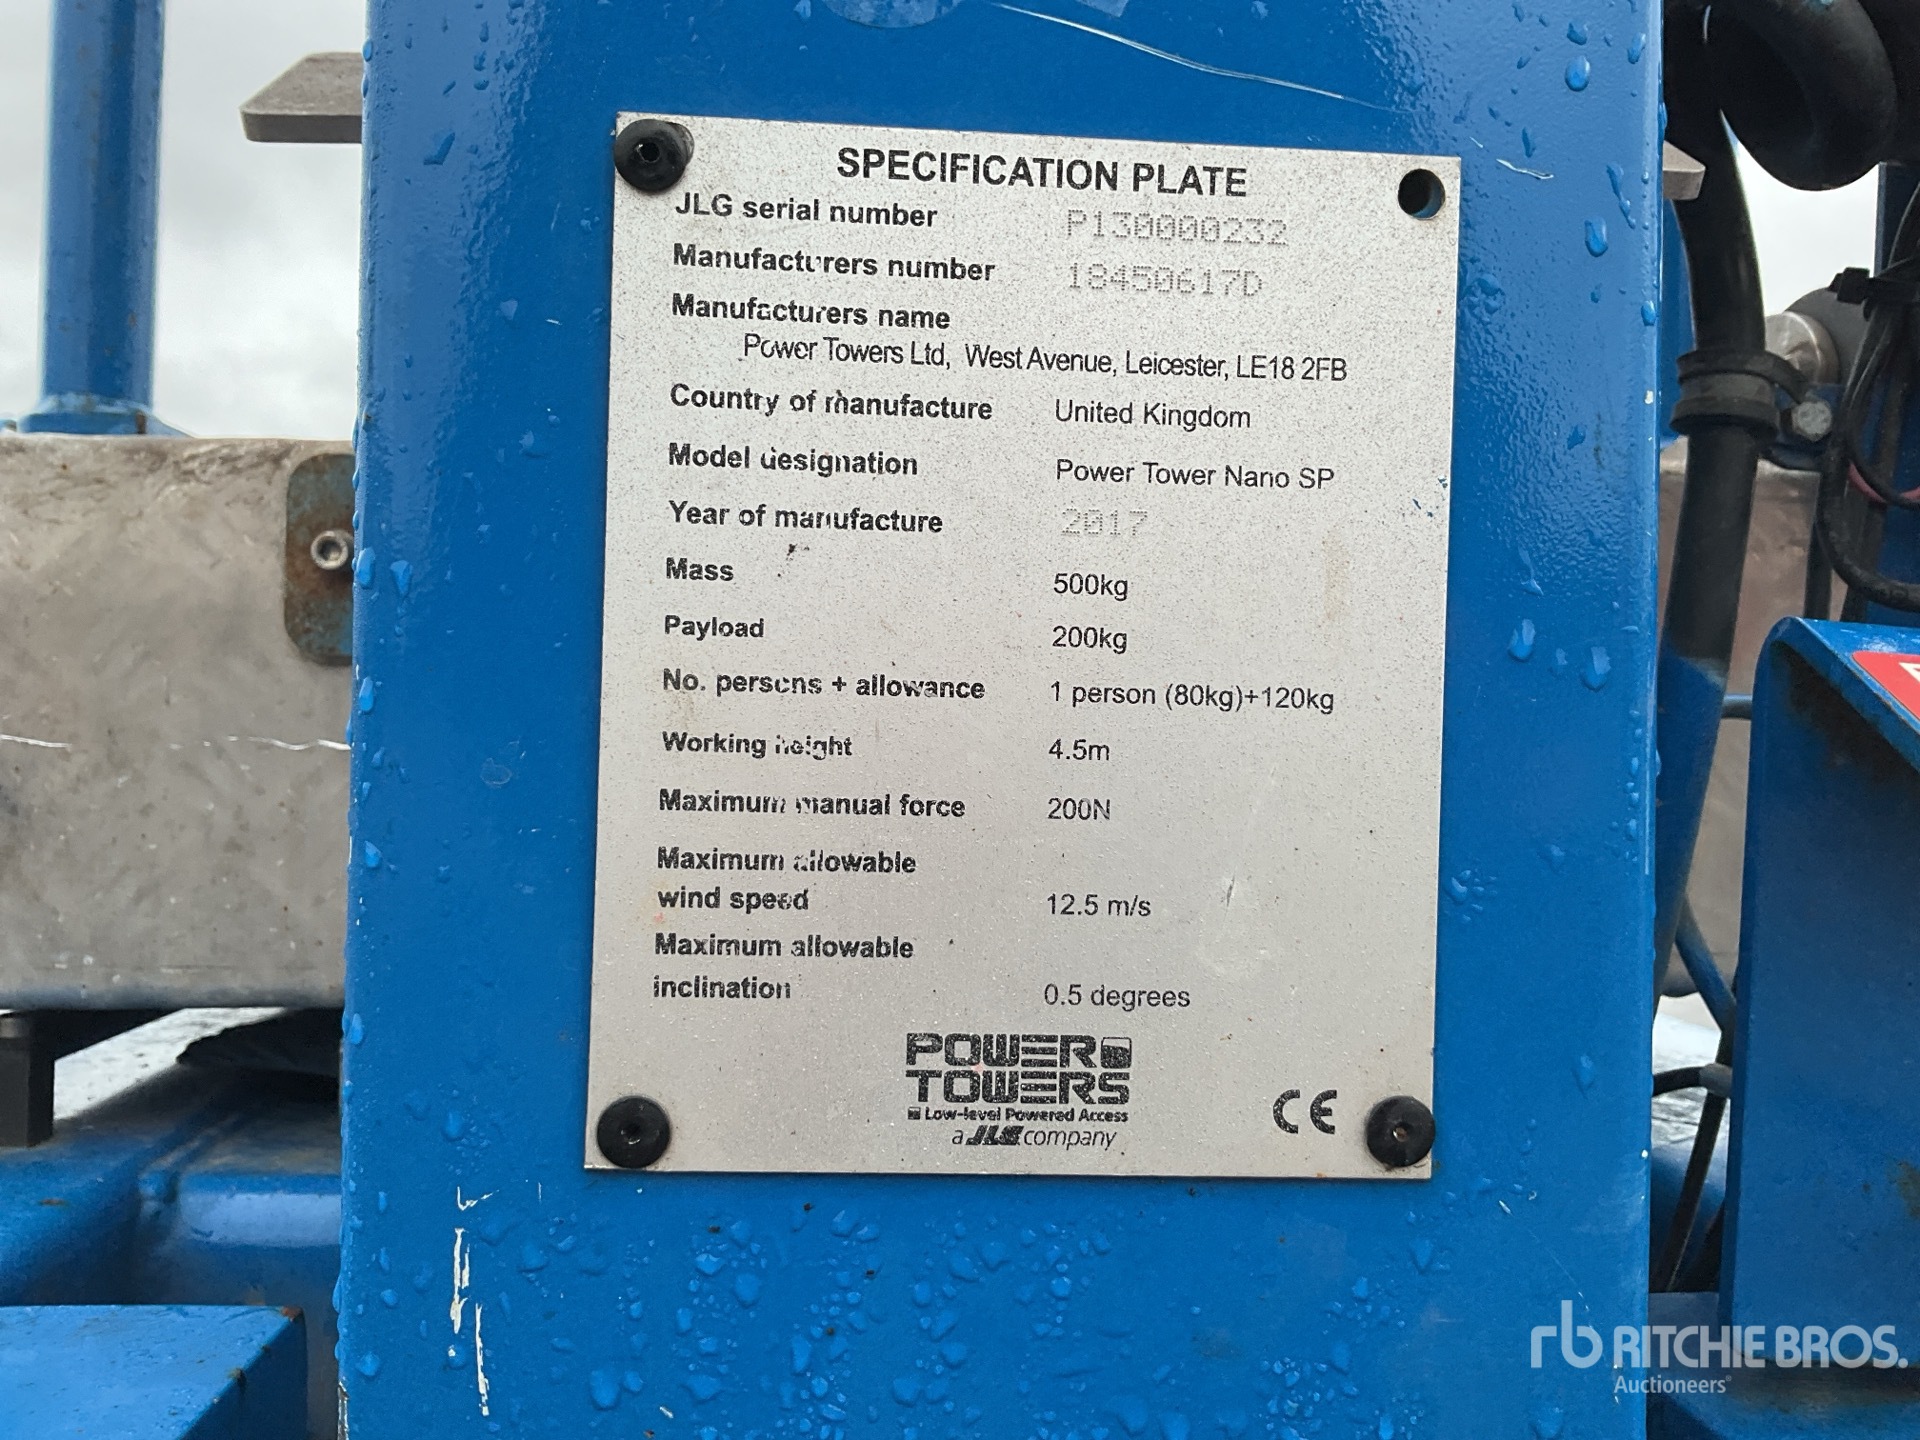 SPECIFICATION PLATE
JLG serial number P130000232
Manufacturers number 18450617D
Manufacturers name
Power Towers Ltd, West Avenue, Leicester, LE18 2FB
Country of manufacture United Kingdom
Model designation Power Tower Nano SP
Year of manufacture 2017
Mass 500kg
Payload 200kg
No. persons + allowance 1 person (80kg)+120kg
Working height 4.5m
Maximum manual force 200N
Maximum allowable
wind speed 12.5 m/s
Maximum allowable
inclination 0.5 degrees
POWER
TOWERS
Low-level Powered Access
a JLG company
CE
rb RITCHIE BROS.
Auctioneers